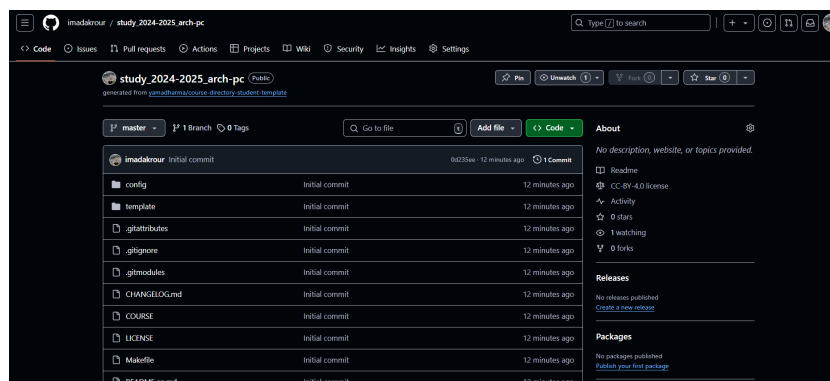 imadakrour / study_2024-2025_arch-pc
Type / to search
Code Issues Pull requests Actions Projects Wiki Security Insights Settings
study_2024-2025_arch-pc Public
Pin Unwatch 1 Fork 0 Star 0
generated from yamadharma/course-directory-student-template
master 1 Branch 0 Tags Go to file t Add file Code
About
No description, website, or topics provided.
Readme
CC-BY-4.0 license
Activity
0 stars
1 watching
0 forks
Releases
No releases published
Create a new release
Packages
No packages published
Publish your first package
imadakrour Initial commit 0d235ee · 12 minutes ago 1 Commit
config Initial commit 12 minutes ago
template Initial commit 12 minutes ago
.gitattributes Initial commit 12 minutes ago
.gitignore Initial commit 12 minutes ago
.gitmodules Initial commit 12 minutes ago
CHANGELOG.md Initial commit 12 minutes ago
COURSE Initial commit 12 minutes ago
LICENSE Initial commit 12 minutes ago
Makefile Initial commit 12 minutes ago